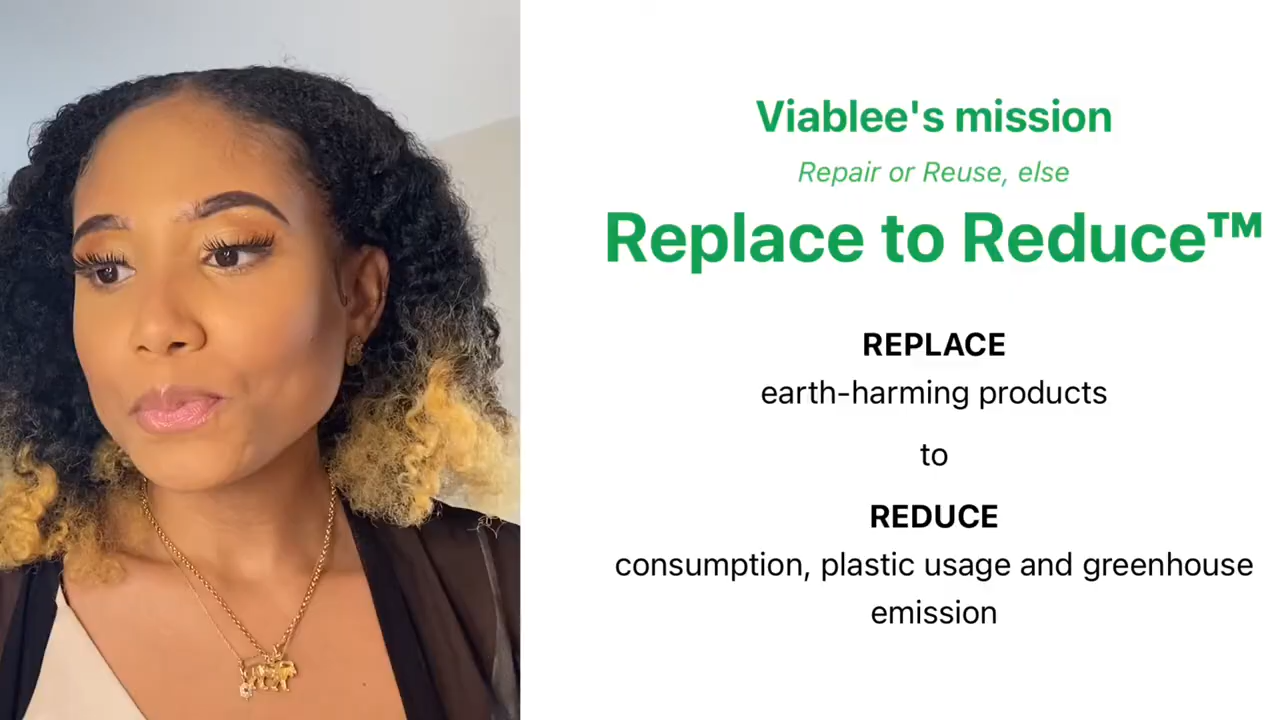 Viablee's mission
Repair or Reuse, else
Replace to Reduce™
REPLACE
earth-harming products
to
REDUCE
consumption, plastic usage and greenhouse
emission